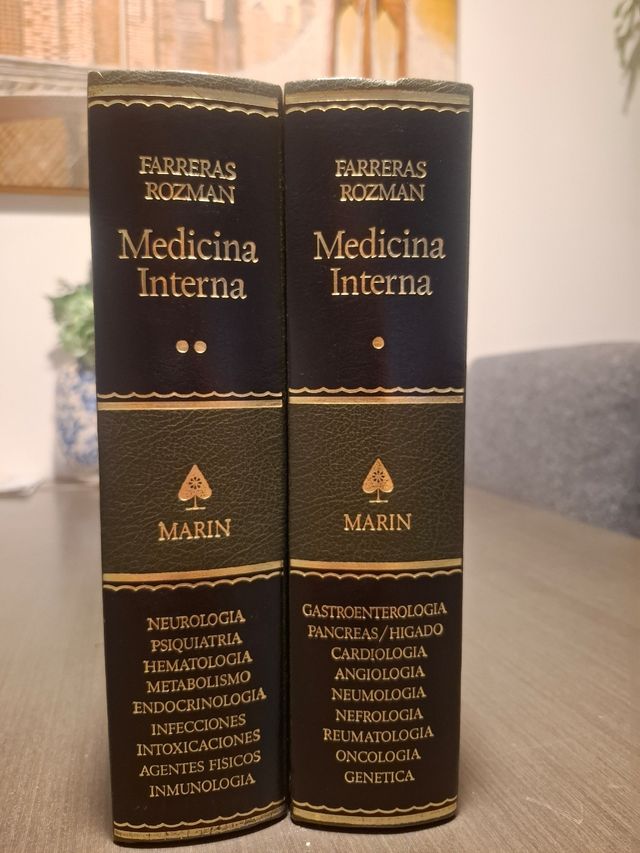 FARRERAS
ROZMAN
Medicina
Interna
••
MARIN
NEUROLOGIA
PSIQUIATRIA
HEMATOLOGIA
METABOLISMO
ENDOCRINOLOGIA
INFECCIONES
INTOXICACIONES
AGENTES FISICOS
INMUNOLOGIA
FARRERAS
ROZMAN
Medicina
Interna
•
MARIN
GASTROENTEROLOGIA
PANCREAS/HIGADO
CARDIOLOGIA
ANGIOLOGIA
NEUMOLOGIA
NEFROLOGIA
REUMATOLOGIA
ONCOLOGIA
GENETICA